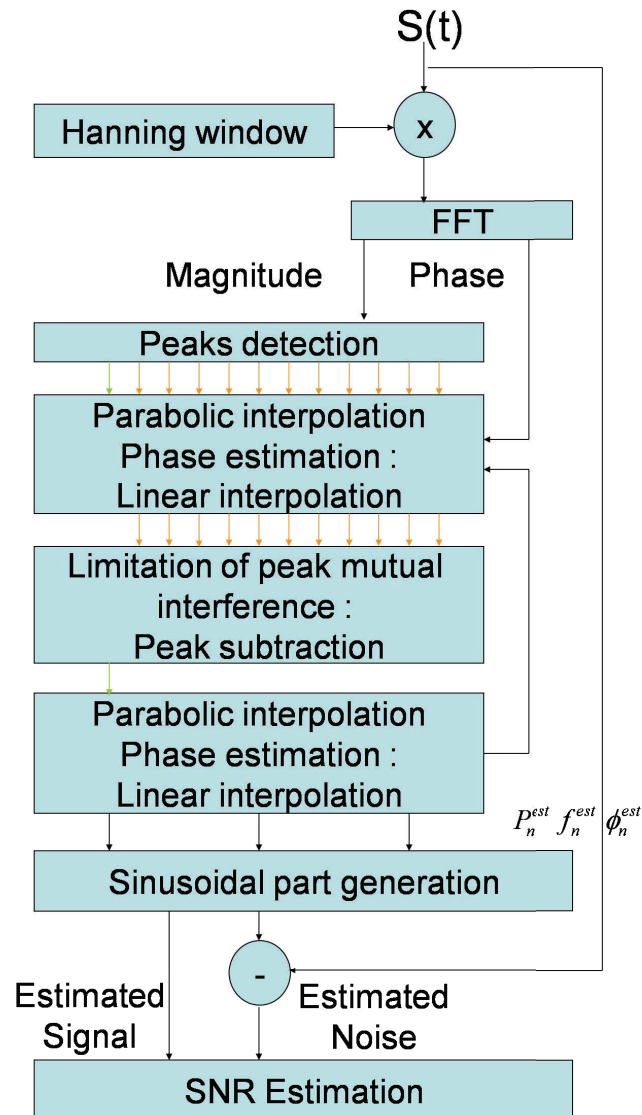 S(t)
Hanning window
x
FFT
Magnitude
Phase
Peaks detection
Parabolic interpolation
Phase estimation :
Linear interpolation
Limitation of peak mutual
interference :
Peak subtraction
Parabolic interpolation
Phase estimation :
Linear interpolation
P_n^{est} f_n^{est} ϕ_n^{est}
Sinusoidal part generation
-
Estimated
Signal
Estimated
Noise
SNR Estimation